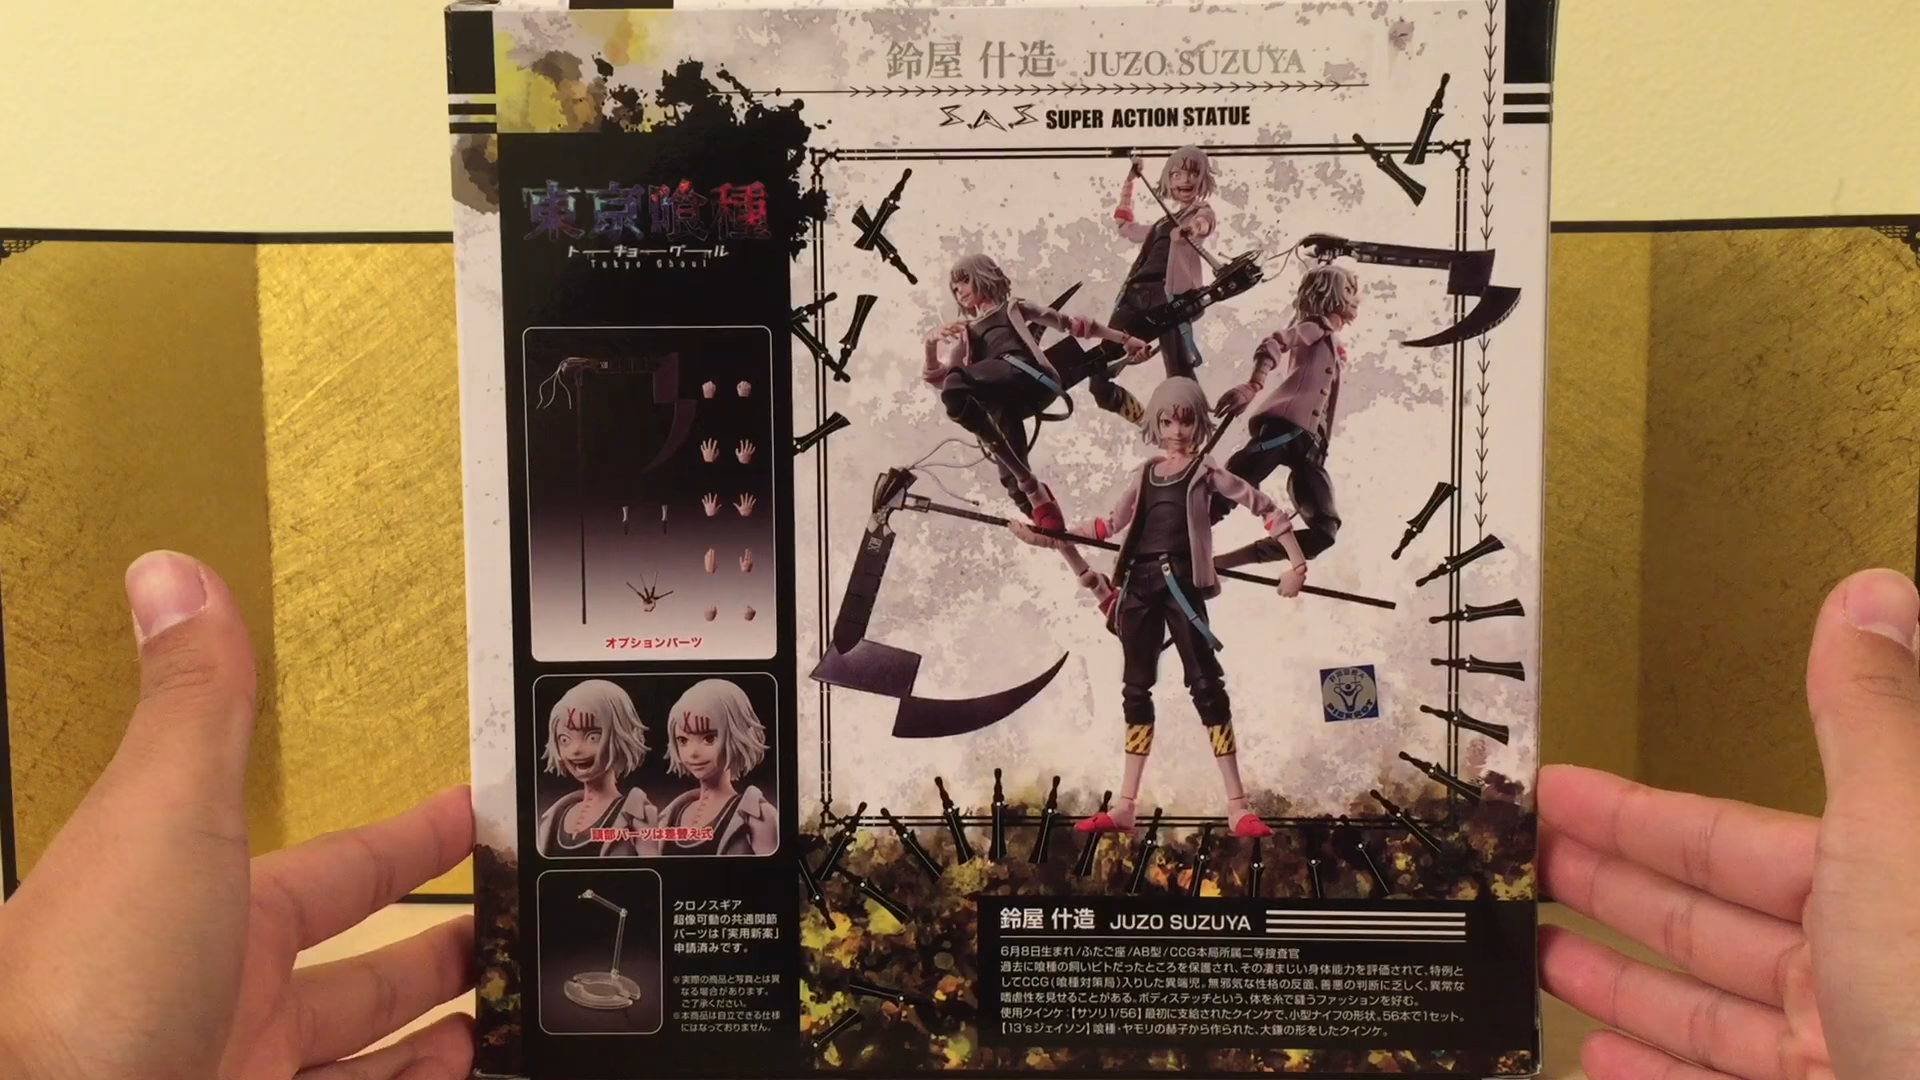 鈴屋 什造 JUZO SUZUYA
S.A.S SUPER ACTION STATUE
東京喰種
トーキョーグール
Tokyo Ghoul
オプションパーツ
頭部パーツは差替え式
クロノスギア
超像可動の共通関節
パーツは「実用新案」
申請済みです。
※実際の商品と写真とは異
なる場合があります。
ご了承ください。
※本商品は自立できる仕様
にはなっておりません。
PIERROT
鈴屋 什造 JUZO SUZUYA
6月8日生まれ/ふたご座/AB型/CCG本局所属二等捜査官
過去に喰種の飼いビトだったところを保護され、その凄まじい身体能力を評価されて、特例と
してCCG(喰種対策局)入りした異端児。無邪気な性格の反面、善悪の判断に乏しく、異常な
嗜虐性を見せることがある。ボディステッチという、体を糸で縫うファッションを好む。
使用クインケ:【サソリ1/56】最初に支給されたクインケで、小型ナイフの形状。56本で1セット。
【13'sジェイソン】喰種・ヤモリの赫子から作られた、大鎌の形をしたクインケ。